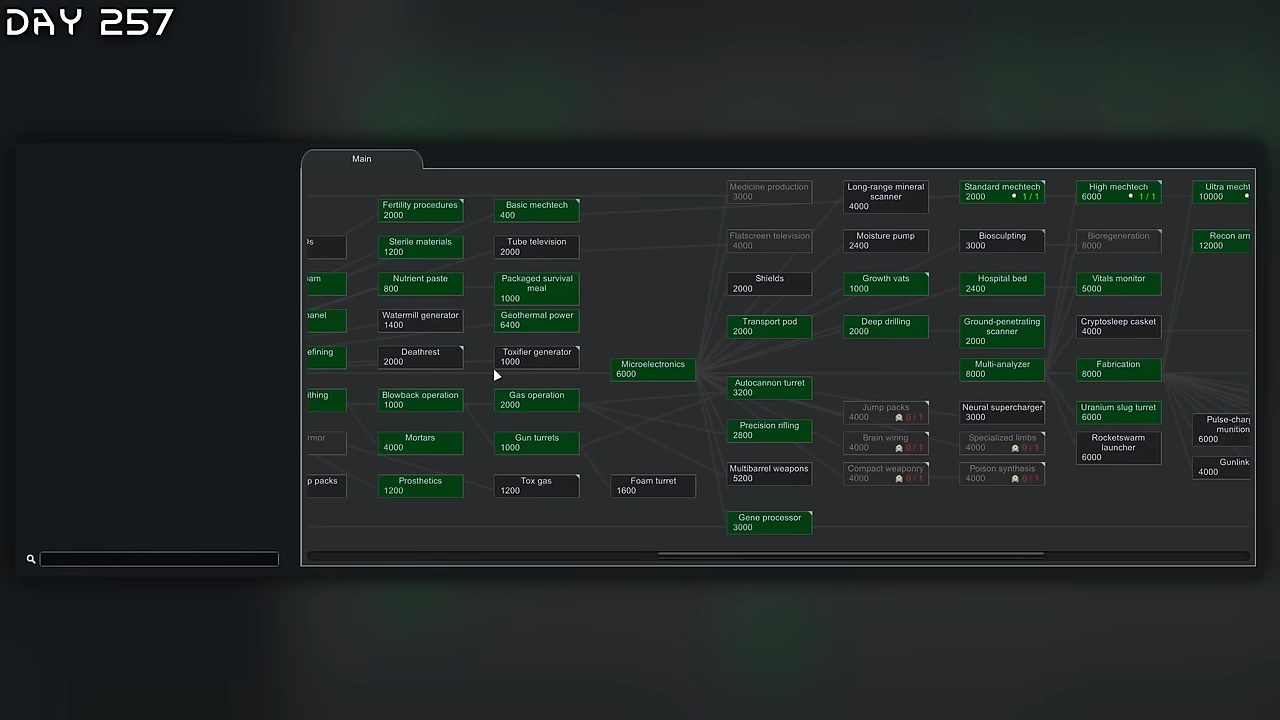 DAY 257
Main
Medicine production
3000
Long-range mineral
scanner
4000
Standard mechtech
2000 1 / 1
High mechtech
6000 1 / 1
Ultra mecht
10000
Fertility procedures
2000
Basic mechtech
400
Flatscreen television
4000
Moisture pump
2400
Biosculpting
3000
Bioregeneration
8000
Recon arm
12000
Sterile materials
1200
Tube television
2000
Nutrient paste
800
Packaged survival
meal
1000
Shields
2000
Growth vats
1000
Hospital bed
2400
Vitals monitor
5000
panel
Watermill generator
1400
Geothermal power
6400
Transport pod
2000
Deep drilling
2000
Ground-penetrating
scanner
2000
Cryptosleep casket
4000
efining
Deathrest
2000
Toxifier generator
1000
Microelectronics
6000
Multi-analyzer
8000
Fabrication
8000
Autocannon turret
3200
ithing
Blowback operation
1000
Gas operation
2000
Jump packs
4000 0 / 1
Neural supercharger
3000
Uranium slug turret
6000
Pulse-charg
munition
6000
Precision rifling
2800
rmor
Mortars
4000
Gun turrets
1000
Brain wiring
4000 0 / 1
Specialized limbs
4000 0 / 1
Rocketswarm
launcher
6000
Multibarrel weapons
5200
Compact weaponry
4000 0 / 1
Poison synthesis
4000 0 / 1
Gunlink
4000
p packs
Prosthetics
1200
Tox gas
1200
Foam turret
1600
Gene processor
3000